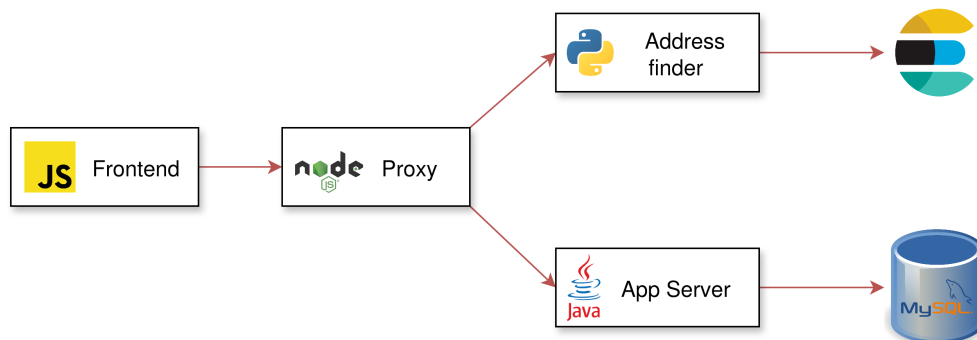 Address
finder
JS
Frontend
node
JS
Proxy
Java
App Server
MySQL